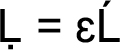 Ḷ = εĹ